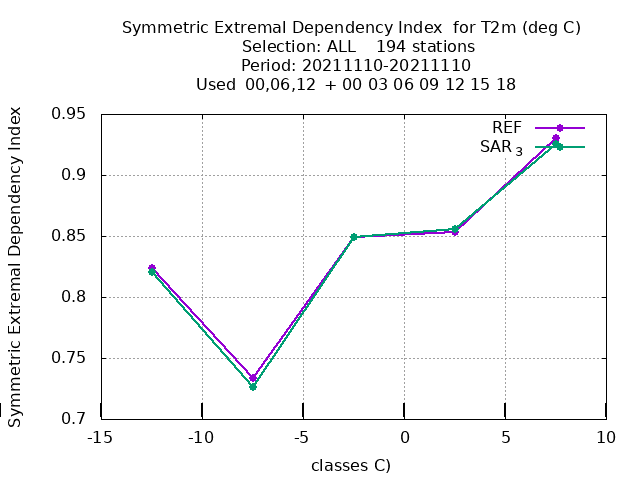 Symmetric Extremal Dependency Index  for T2m (deg C)
Selection: ALL    194 stations
Period: 20211110-20211110
Used  00,06,12  + 00 03 06 09 12 15 18
Symmetric Extremal Dependency Index
0.95
0.9
0.85
0.8
0.75
0.7
REF
SAR 3
-15 -10 -5 0 5 10
classes C)